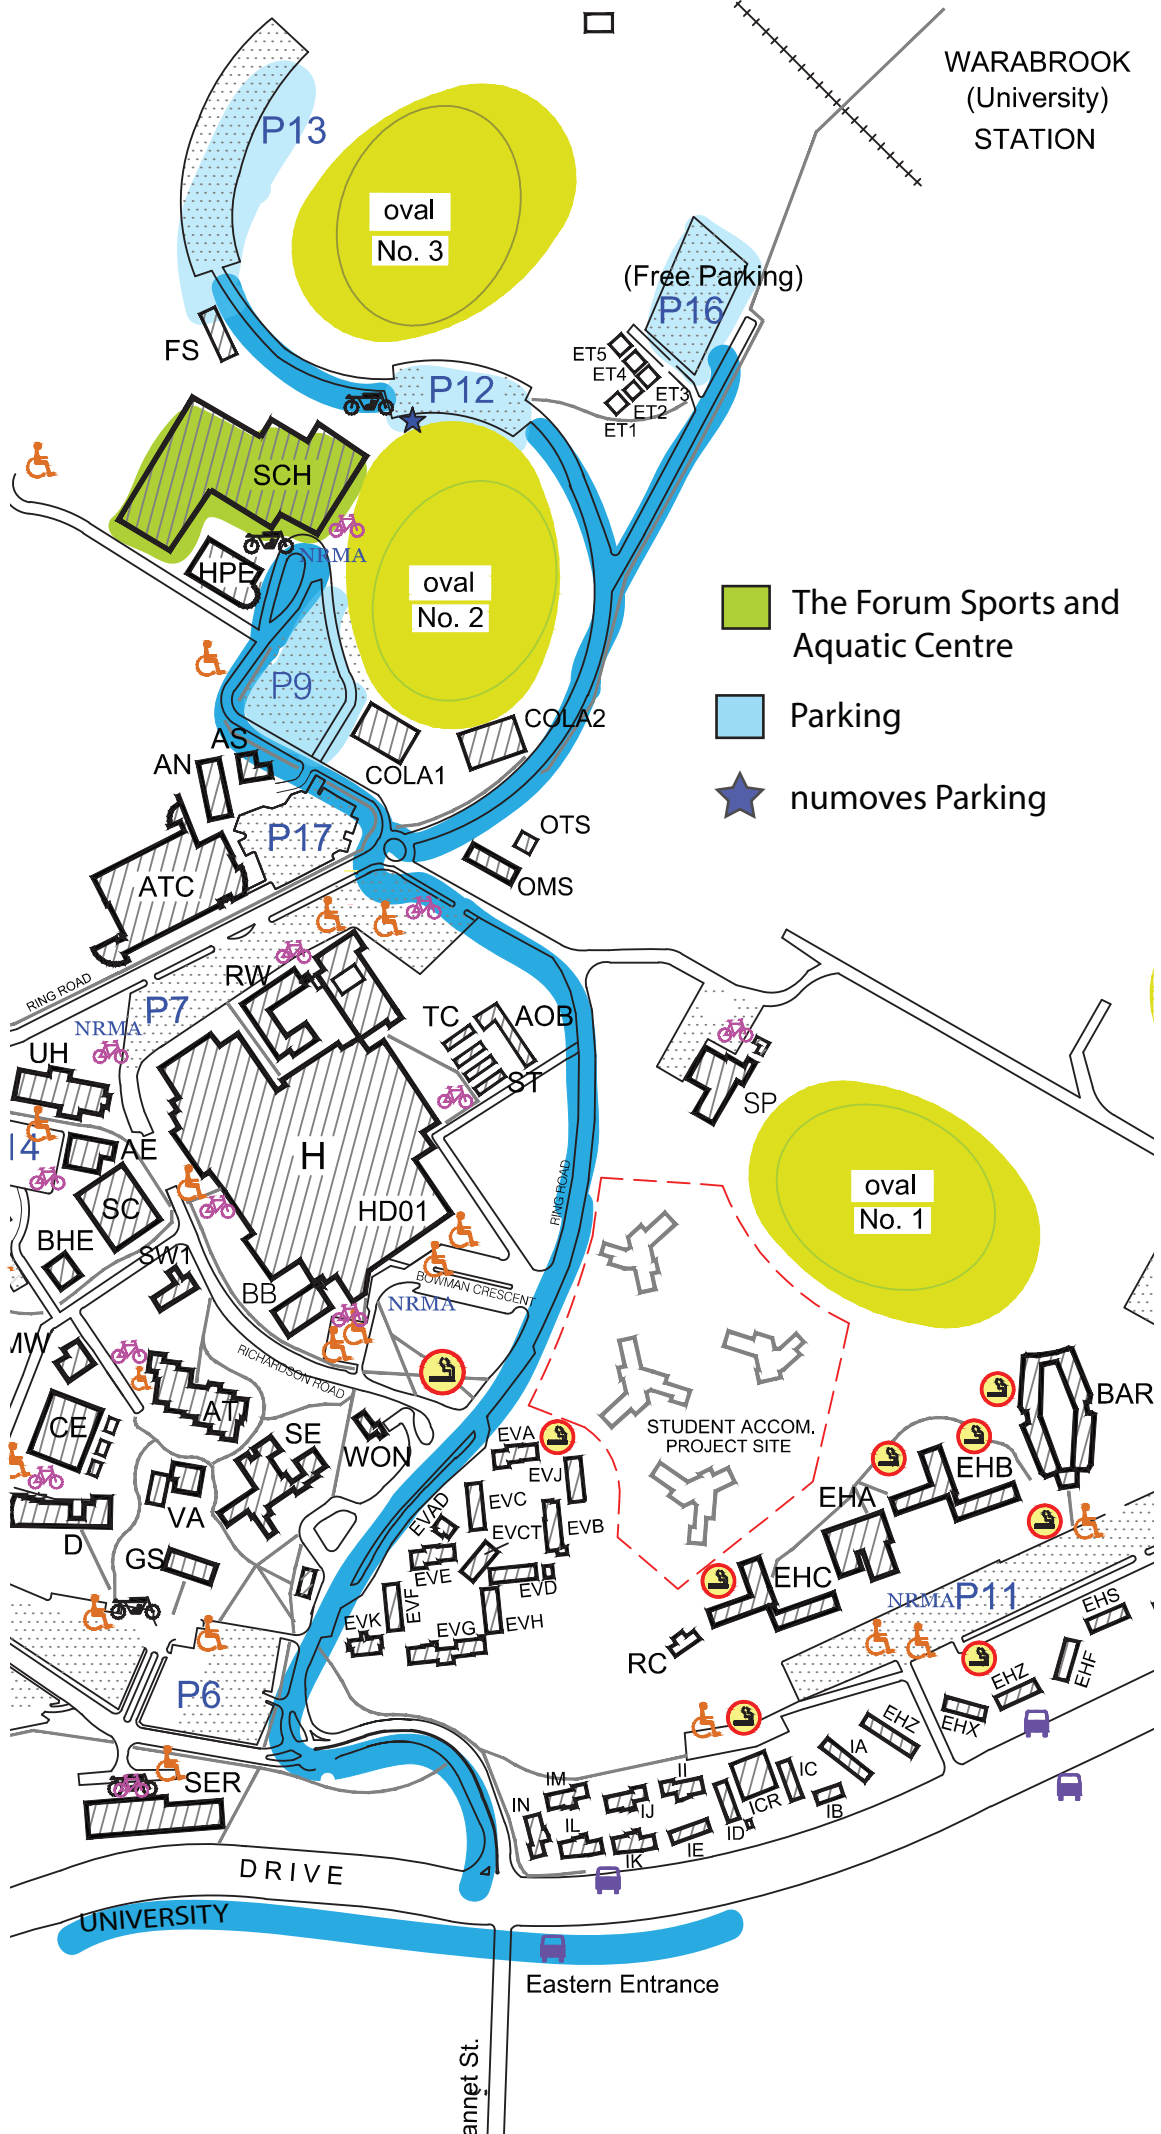 WARABROOK
(University)
STATION
P13
oval
No. 3
(Free Parking)
P16
FS
ET5
ET4
ET3
ET2
ET1
P12
SCH
NRMA
HPE
oval
No. 2
The Forum Sports and
Aquatic Centre
P9
Parking
COLA2
AS
AN
COLA1
numoves Parking
P17
OTS
ATC
OMS
RING ROAD
RW
P7
NRMA
TC
AOB
UH
ST
SP
14
AE
H
SC
HD01
RING ROAD
oval
No. 1
BHE
SW1
BB
BOWMAN CRESCENT
NRMA
MW
RICHARDSON ROAD
BAR
AT
CE
SE
WON
EVA
STUDENT ACCOM.
PROJECT SITE
EVJ
EHB
EHA
EVC
EVAD
EVCT
EVB
VA
D
GS
EVE
EVD
EHC
NRMA
P11
EHS
EVF
EVK
EVG
EVH
RC
EHF
EHZ
EHX
P6
EHZ
IA
SER
IM
II
IC
IN
IJ
ICR
IB
IL
ID
IK
IE
DRIVE
UNIVERSITY
Eastern Entrance
annet St.